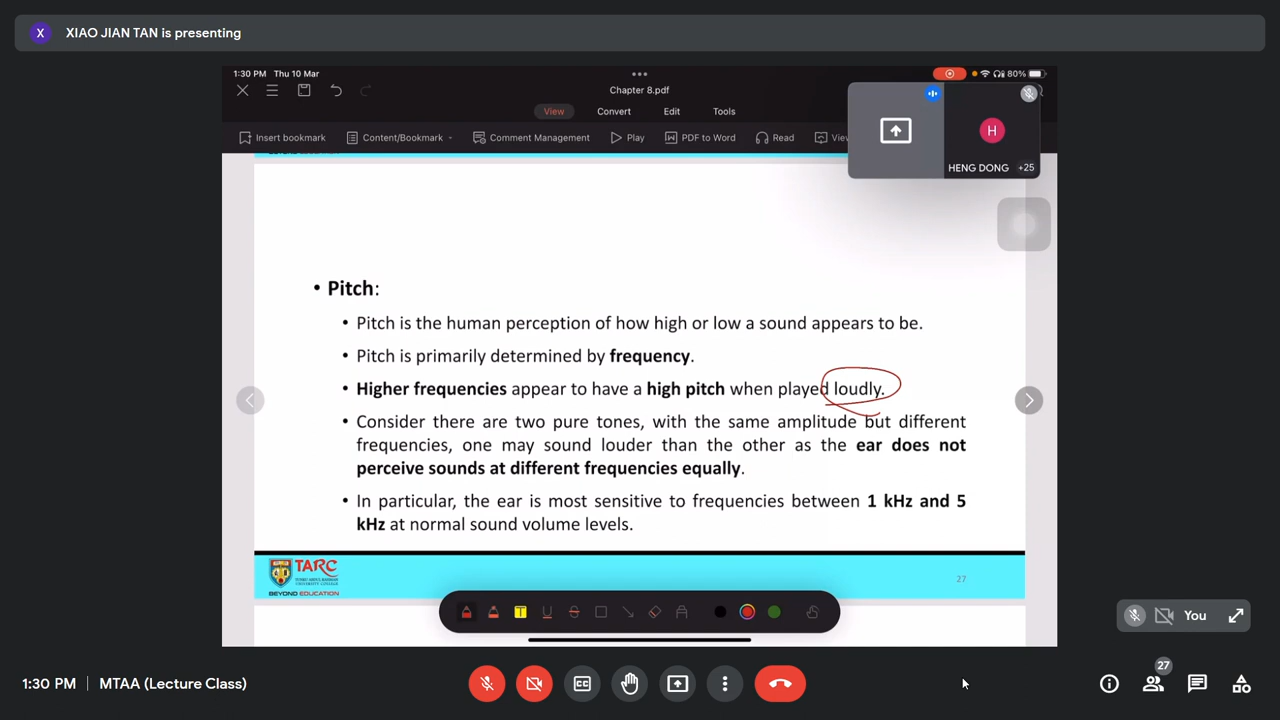 X XIAO JIAN TAN is presenting
1:30 PM Thu 10 Mar
80%
Chapter 8.pdf
View Convert Edit Tools
Insert bookmark Content/Bookmark Comment Management Play PDF to Word Read View
H
HENG DONG +25
• Pitch:
• Pitch is the human perception of how high or low a sound appears to be.
• Pitch is primarily determined by frequency.
• Higher frequencies appear to have a high pitch when played loudly.
• Consider there are two pure tones, with the same amplitude but different
frequencies, one may sound louder than the other as the ear does not
perceive sounds at different frequencies equally.
• In particular, the ear is most sensitive to frequencies between 1 kHz and 5
kHz at normal sound volume levels.
TARC
BEYOND EDUCATION
27
T U S
You
1:30 PM | MTAA (Lecture Class)
CC
27